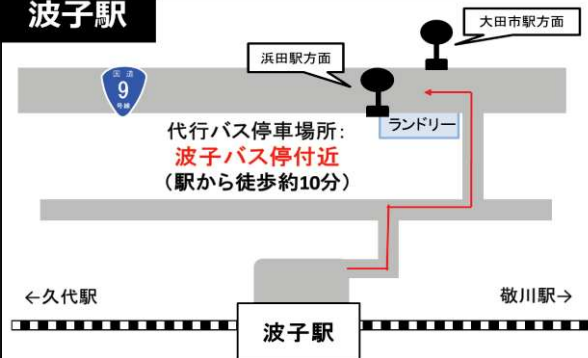 波子駅
大田市駅方面
浜田駅方面
国道
9
号線
ランドリー
代行バス停車場所:
波子バス停付近
(駅から徒歩約10分)
←久代駅
敬川駅→
波子駅